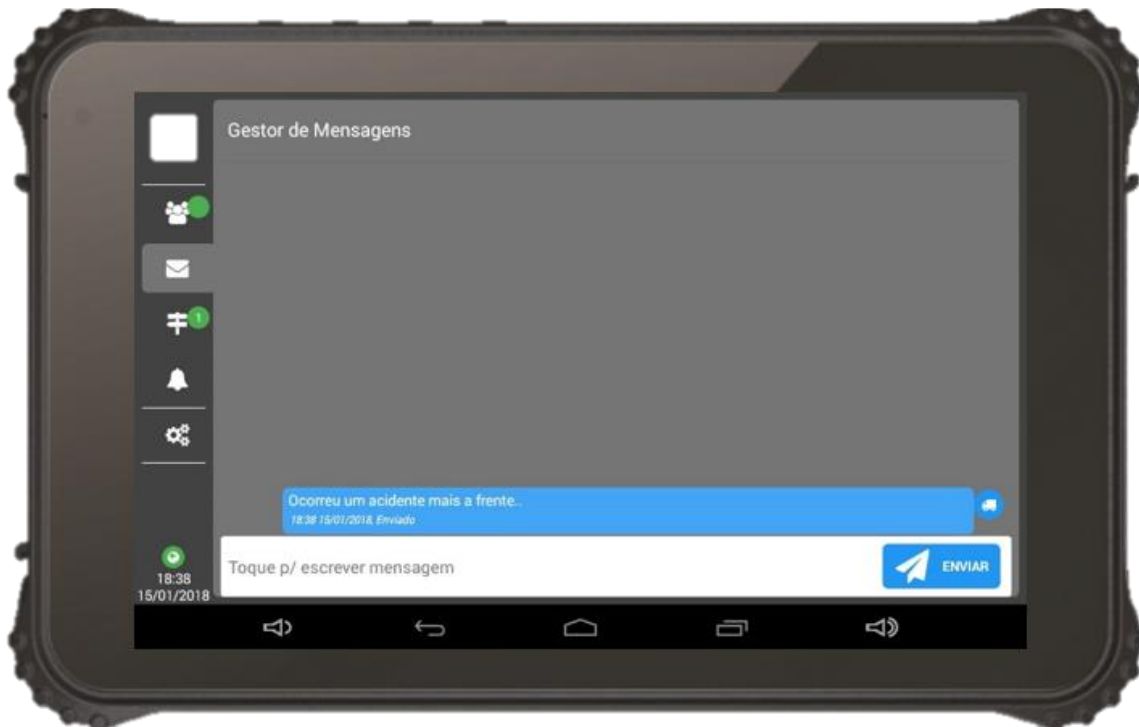 Gestor de Mensagens
1
Ocorreu um acidente mais a frente..
18:38 15/01/2018, Enviado
Toque p/ escrever mensagem
ENVIAR
18:38
15/01/2018